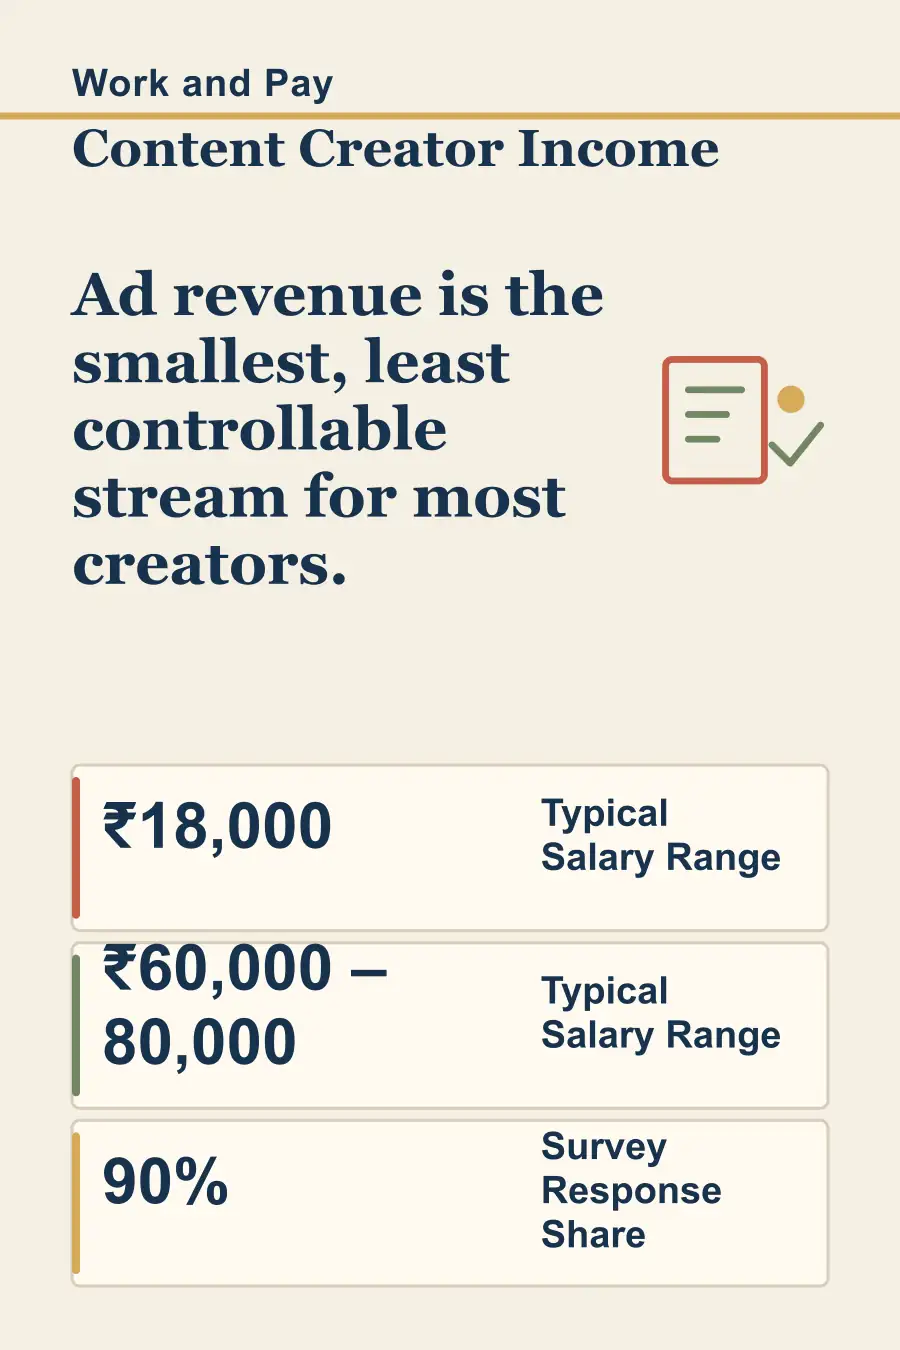 Work and Pay
Content Creator Income
Ad revenue is the
smallest, least
controllable
stream for most
creators.
₹18,000
Typical
Salary Range
₹60,000 –
80,000
Typical
Salary Range
90%
Survey
Response
Share